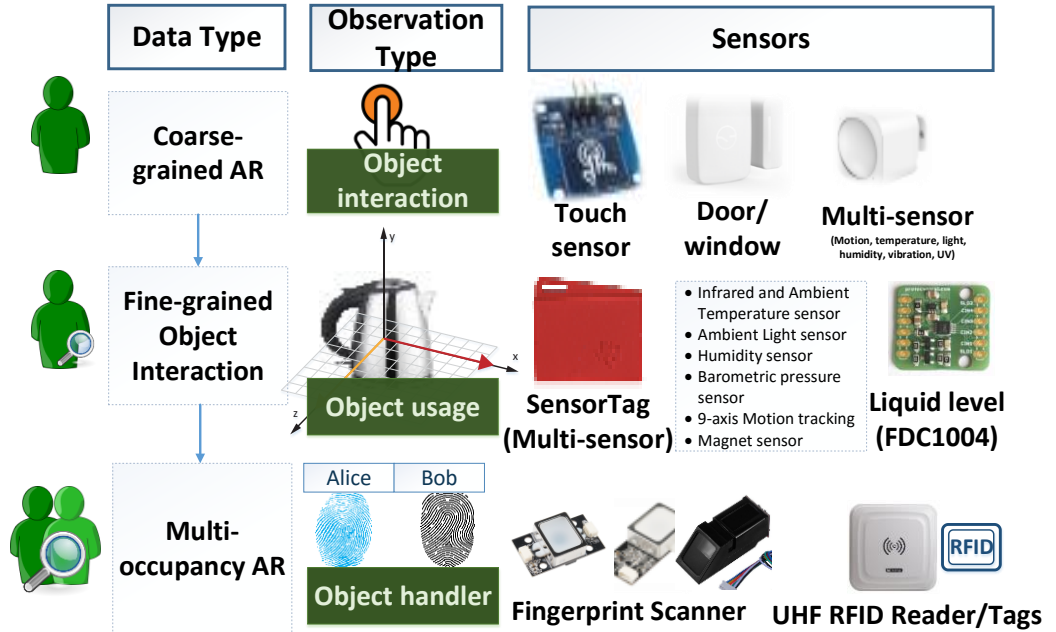 Data Type
Observation
Type
Sensors
Coarse-
grained AR
Object
interaction
Touch
sensor
Door/
window
Multi-sensor
(Motion, temperature, light,
humidity, vibration, UV)
Fine-grained
Object
Interaction
y
x
z
Object usage
SensorTag
(Multi-sensor)
• Infrared and Ambient
Temperature sensor
• Ambient Light sensor
• Humidity sensor
• Barometric pressure
sensor
• 9-axis Motion tracking
• Magnet sensor
Liquid level
(FDC1004)
Multi-
occupancy AR
Alice
Bob
Object handler
Fingerprint Scanner
RFID
UHF RFID Reader/Tags